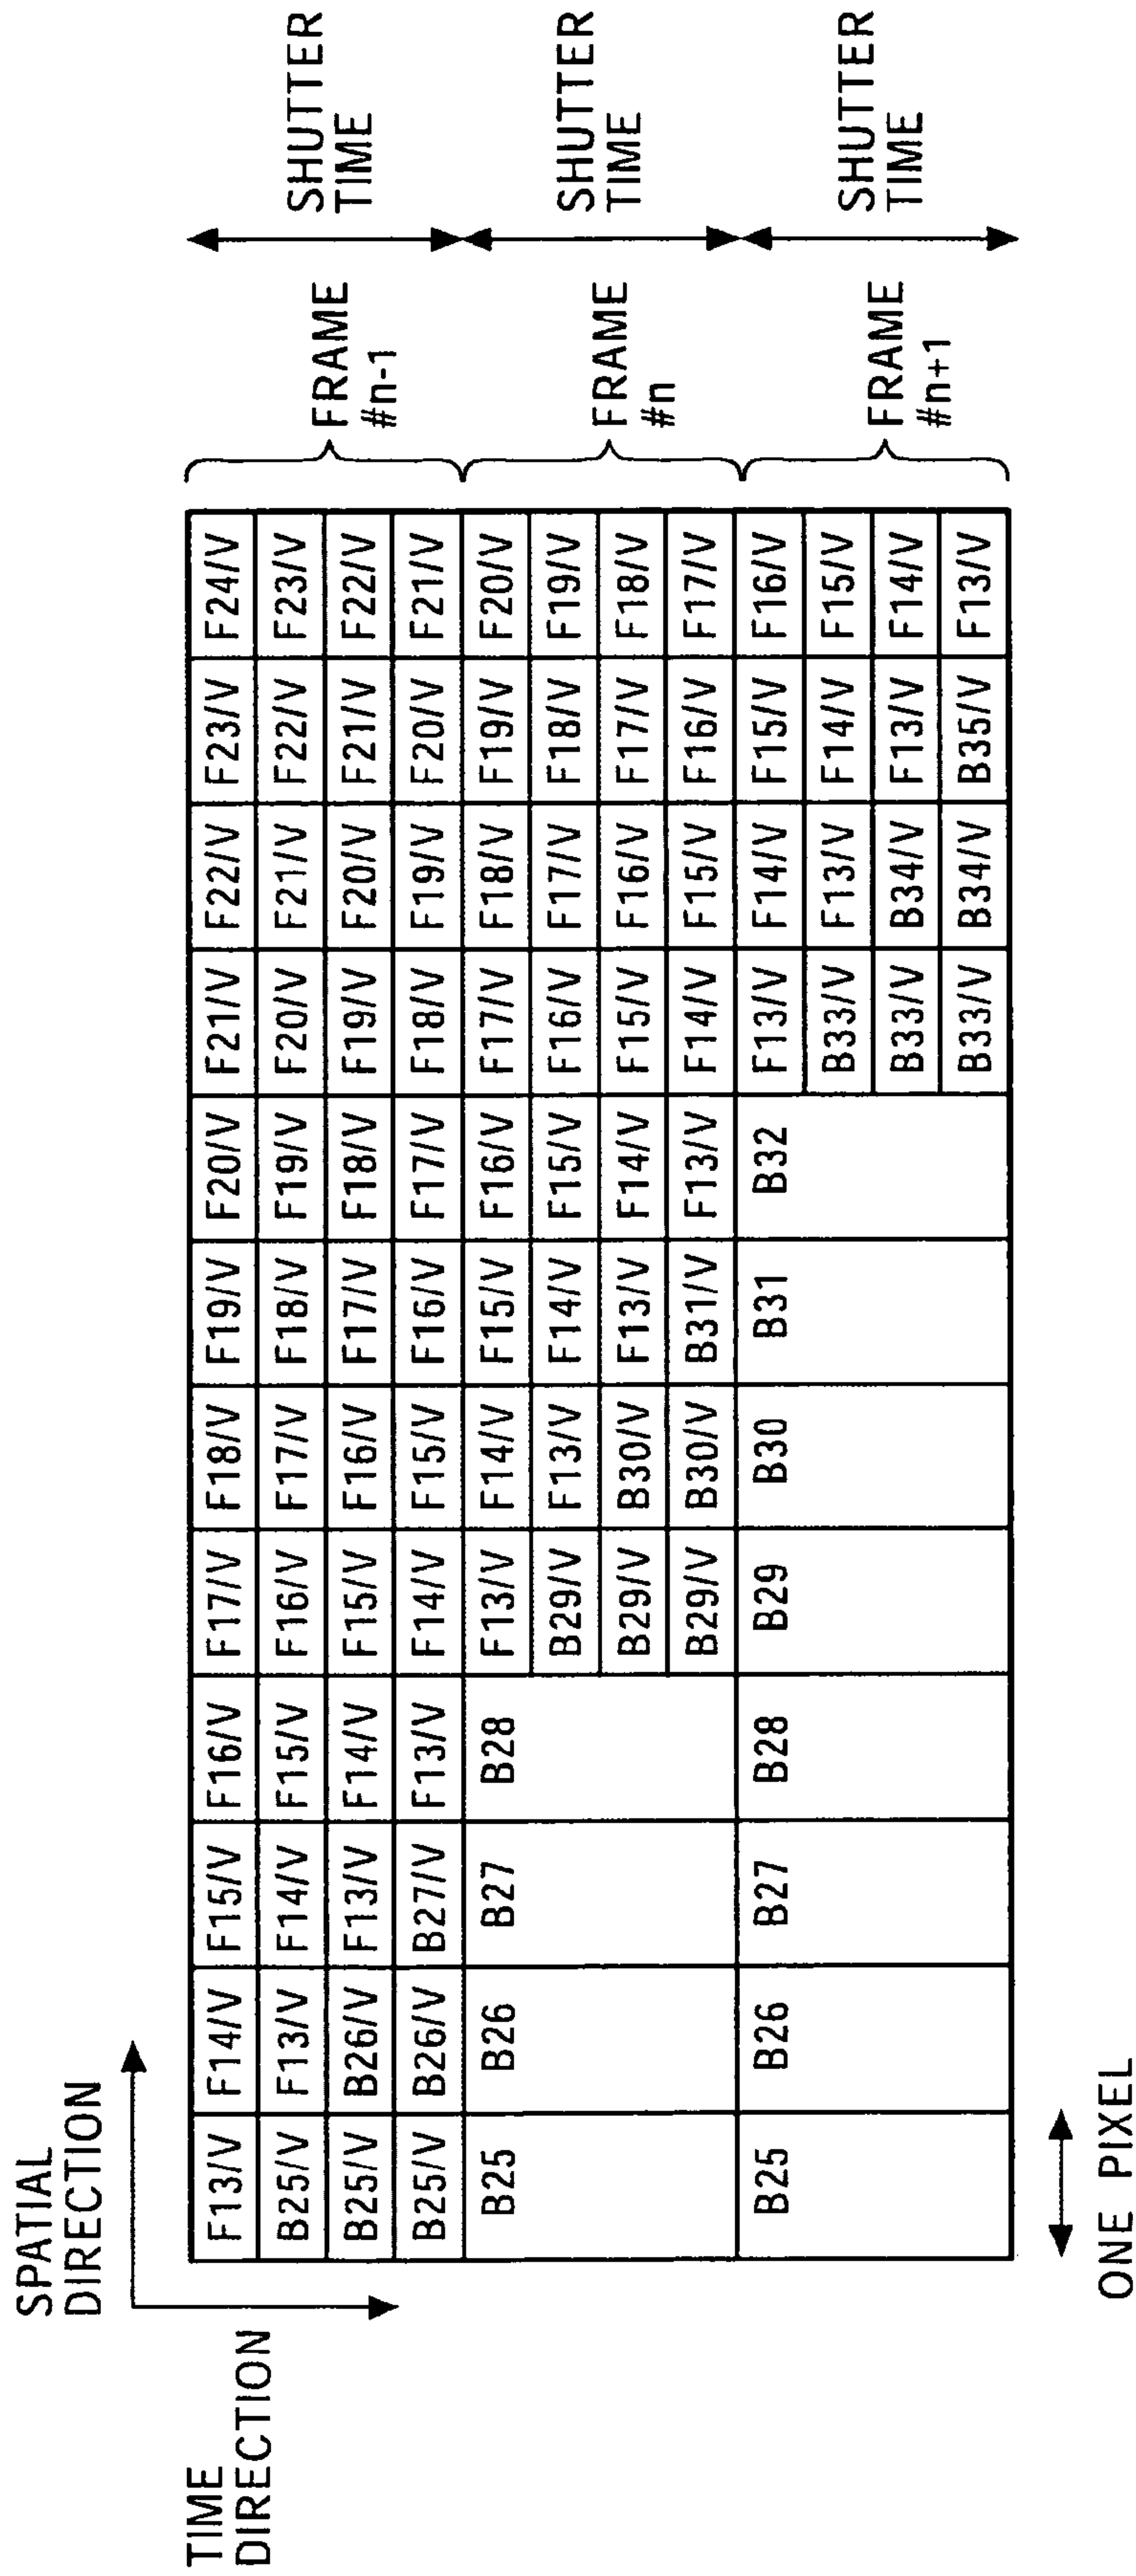 SPATIAL
DIRECTION
TIME
DIRECTION
F13/V F14/V F15/V F16/V F17/V F18/V F19/V F20/V F21/V F22/V F23/V F24/V
B25/V F13/V F14/V F15/V F16/V F17/V F18/V F19/V F20/V F21/V F22/V F23/V
B25/V B26/V F13/V F14/V F15/V F16/V F17/V F18/V F19/V F20/V F21/V F22/V
B25/V B26/V B27/V F13/V F14/V F15/V F16/V F17/V F18/V F19/V F20/V F21/V
FRAME
#n-1
SHUTTER
TIME
B25 B26 B27 B28 F13/V F14/V F15/V F16/V F17/V F18/V F19/V F20/V
B29/V F13/V F14/V F15/V F16/V F17/V F18/V F19/V
B29/V B30/V F13/V F14/V F15/V F16/V F17/V F18/V
B29/V B30/V B31/V F13/V F14/V F15/V F16/V F17/V
FRAME
#n
SHUTTER
TIME
B25 B26 B27 B28 B29 B30 B31 B32 F13/V F14/V F15/V F16/V
B33/V F13/V F14/V F15/V
B33/V B34/V F13/V F14/V
B33/V B34/V B35/V F13/V
FRAME
#n+1
SHUTTER
TIME
ONE PIXEL